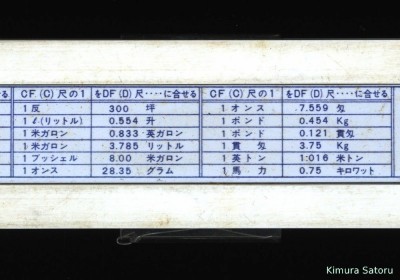 せる CF (C) 尺の1 をDF (D) 尺‥‥に合せる CF (C) 尺の1 をDF (D) 尺‥‥に合せる
1 反 300 坪 1 オンス 7.559 匁
1 ℓ (リットル) 0.554 升 1 ポンド 0.454 Kg
1 米ガロン 0.833 英ガロン 1 ポンド 0.121 貫匁
1 米ガロン 3.785 リットル 1 貫 匁 3.75 Kg
1 ブッシェル 8.00 米ガロン 1 英トン 1.016 米トン
1 オンス 28.35 グラム 1 馬 力 0.75 キロワット
Kimura Satoru